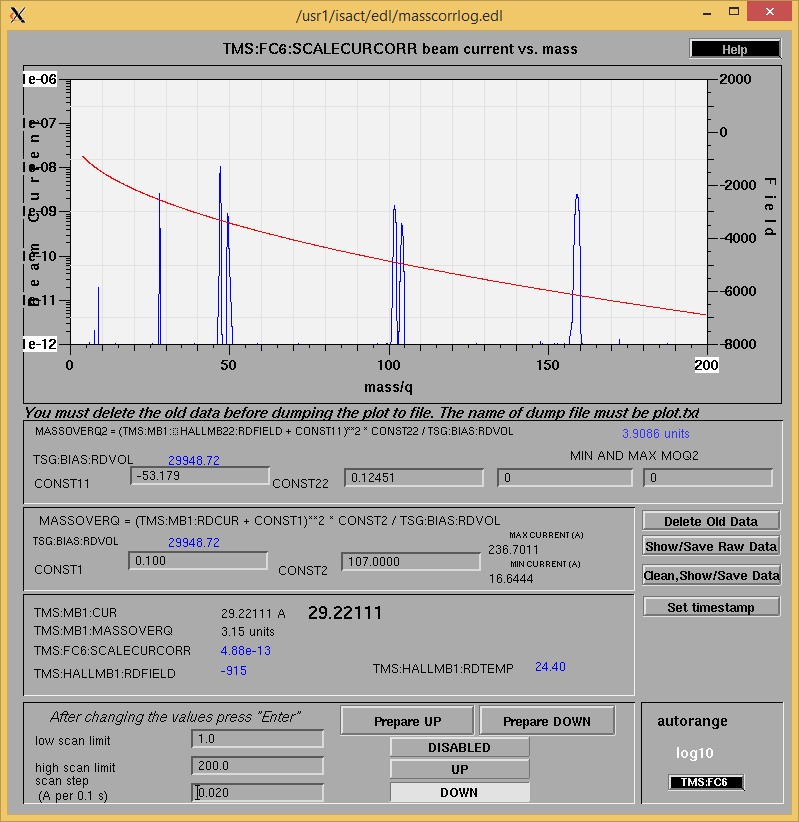 /usr1/isact/edl/masscorrlog.edl
TMS:FC6:SCALECURCORR beam current vs. mass
Help
1e-06
1e-07
1e-08
1e-09
1e-10
1e-11
1e-12
2000
0
-2000
-4000
-6000
-8000
Field
0 50 100 150 200
mass/q
You must delete the old data before dumping the plot to file. The name of dump file must be plot.txt
MASSOVERQ2 = (TMS:MB1: HALLMB22:RDFIELD + CONST11)**2 * CONST22 / TSG:BIAS:RDVOL
3.9086 units
TSG:BIAS:RDVOL 29948.72 MIN AND MAX MOQ2
CONST11 -53.179 CONST22 0.12451 0 0
MASSOVERQ = (TMS:MB1:RDCUR + CONST1)**2 * CONST2 / TSG:BIAS:RDVOL
TSG:BIAS:RDVOL 29948.72
MAX CURRENT (A)
236.7011
CONST1 0.100 CONST2 107.0000
MIN CURRENT (A)
16.6444
Delete Old Data
Show/Save Raw Data
Clean,Show/Save Data
Set timestamp
TMS:MB1:CUR 29.22111 A 29.22111
TMS:MB1:MASSOVERQ 3.15 units
TMS:FC6:SCALECURCORR 4.88e-13
TMS:HALLMB1:RDFIELD -915 TMS:HALLMB1:RDTEMP 24.40
After changing the values press "Enter"
low scan limit 1.0
high scan limit 200.0
scan step
(A per 0.1 s) 0.020
Prepare UP Prepare DOWN
DISABLED
UP
DOWN
autorange
log10
TMS:FC6